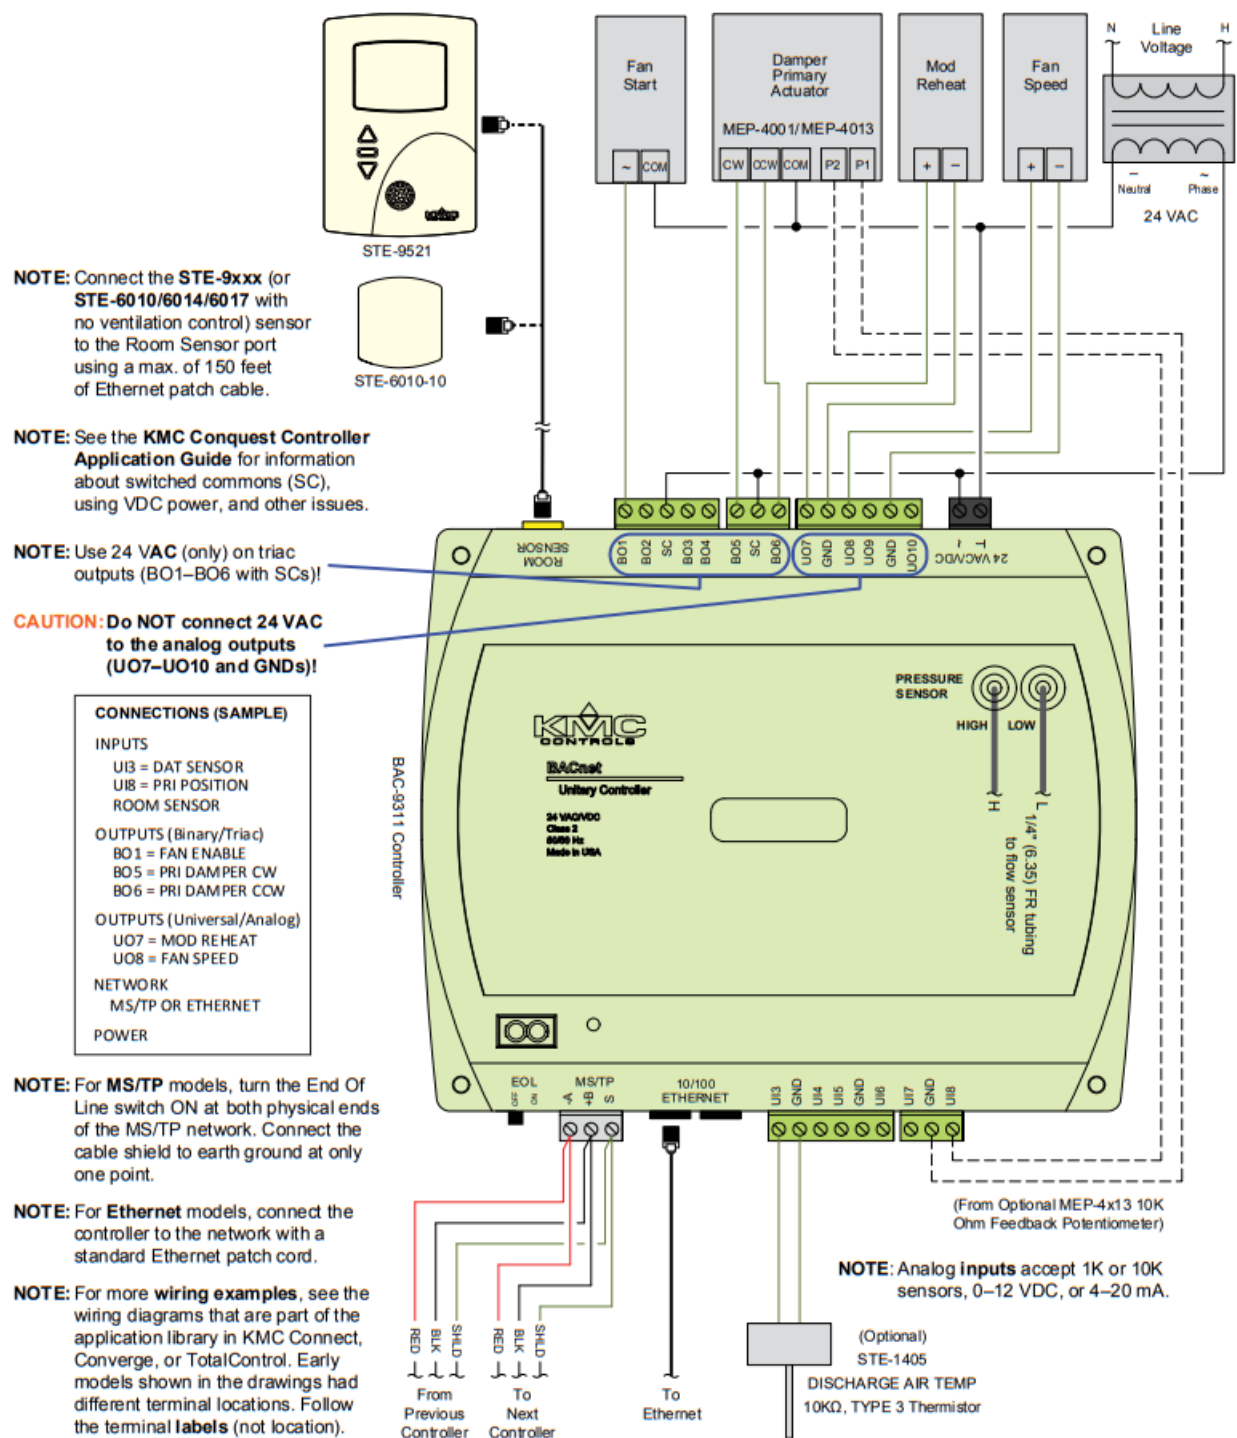 Fan
Start
~ COM
Damper
Primary
Actuator
MEP-4001/MEP-4013
CW CCW COM P2 P1
Mod
Reheat
+ −
Fan
Speed
+ −
N Line H
Voltage
− ~
Neutral Phase
24 VAC
KMC
STE-9521
STE-6010-10
NOTE: Connect the STE-9xxx (or
STE-6010/6014/6017 with
no ventilation control) sensor
to the Room Sensor port
using a max. of 150 feet
of Ethernet patch cable.
NOTE: See the KMC Conquest Controller
Application Guide for information
about switched commons (SC),
using VDC power, and other issues.
NOTE: Use 24 VAC (only) on triac
outputs (BO1–BO6 with SCs)!
CAUTION: Do NOT connect 24 VAC
to the analog outputs
(UO7–UO10 and GNDs)!
ROOM
SENSOR
BO1
BO2
SC
BO3
BO4
BO5
SC
BO6
UO7
GND
UO8
UO9
GND
UO10
~ ⊥
24 VAC/VDC
CONNECTIONS (SAMPLE)
INPUTS
UI3 = DAT SENSOR
UI8 = PRI POSITION
ROOM SENSOR
OUTPUTS (Binary/Triac)
BO1 = FAN ENABLE
BO5 = PRI DAMPER CW
BO6 = PRI DAMPER CCW
OUTPUTS (Universal/Analog)
UO7 = MOD REHEAT
UO8 = FAN SPEED
NETWORK
MS/TP OR ETHERNET
POWER
BAC-9311 Controller
KMC
CONTROLS
BACnet
Unitary Controller
24 VAC/VDC
Class 2
50/60 Hz
Made in USA
PRESSURE
SENSOR
HIGH LOW
H
L
1/4" (6.35) FR tubing
to flow sensor
NOTE: For MS/TP models, turn the End Of
Line switch ON at both physical ends
of the MS/TP network. Connect the
cable shield to earth ground at only
one point.
NOTE: For Ethernet models, connect the
controller to the network with a
standard Ethernet patch cord.
NOTE: For more wiring examples, see the
wiring diagrams that are part of the
application library in KMC Connect,
Converge, or TotalControl. Early
models shown in the drawings had
different terminal locations. Follow
the terminal labels (not location).
EOL
OFF
ON
MS/TP
-A
+B
S
10/100
ETHERNET
UI3
GND
UI4
UI5
GND
UI6
UI7
GND
UI8
RED
BLK
SHLD
RED
BLK
SHLD
From
Previous
Controller
To
Next
Controller
To
Ethernet
(From Optional MEP-4x13 10K
Ohm Feedback Potentiometer)
NOTE: Analog inputs accept 1K or 10K
sensors, 0–12 VDC, or 4–20 mA.
(Optional)
STE-1405
DISCHARGE AIR TEMP
10KΩ, TYPE 3 Thermistor